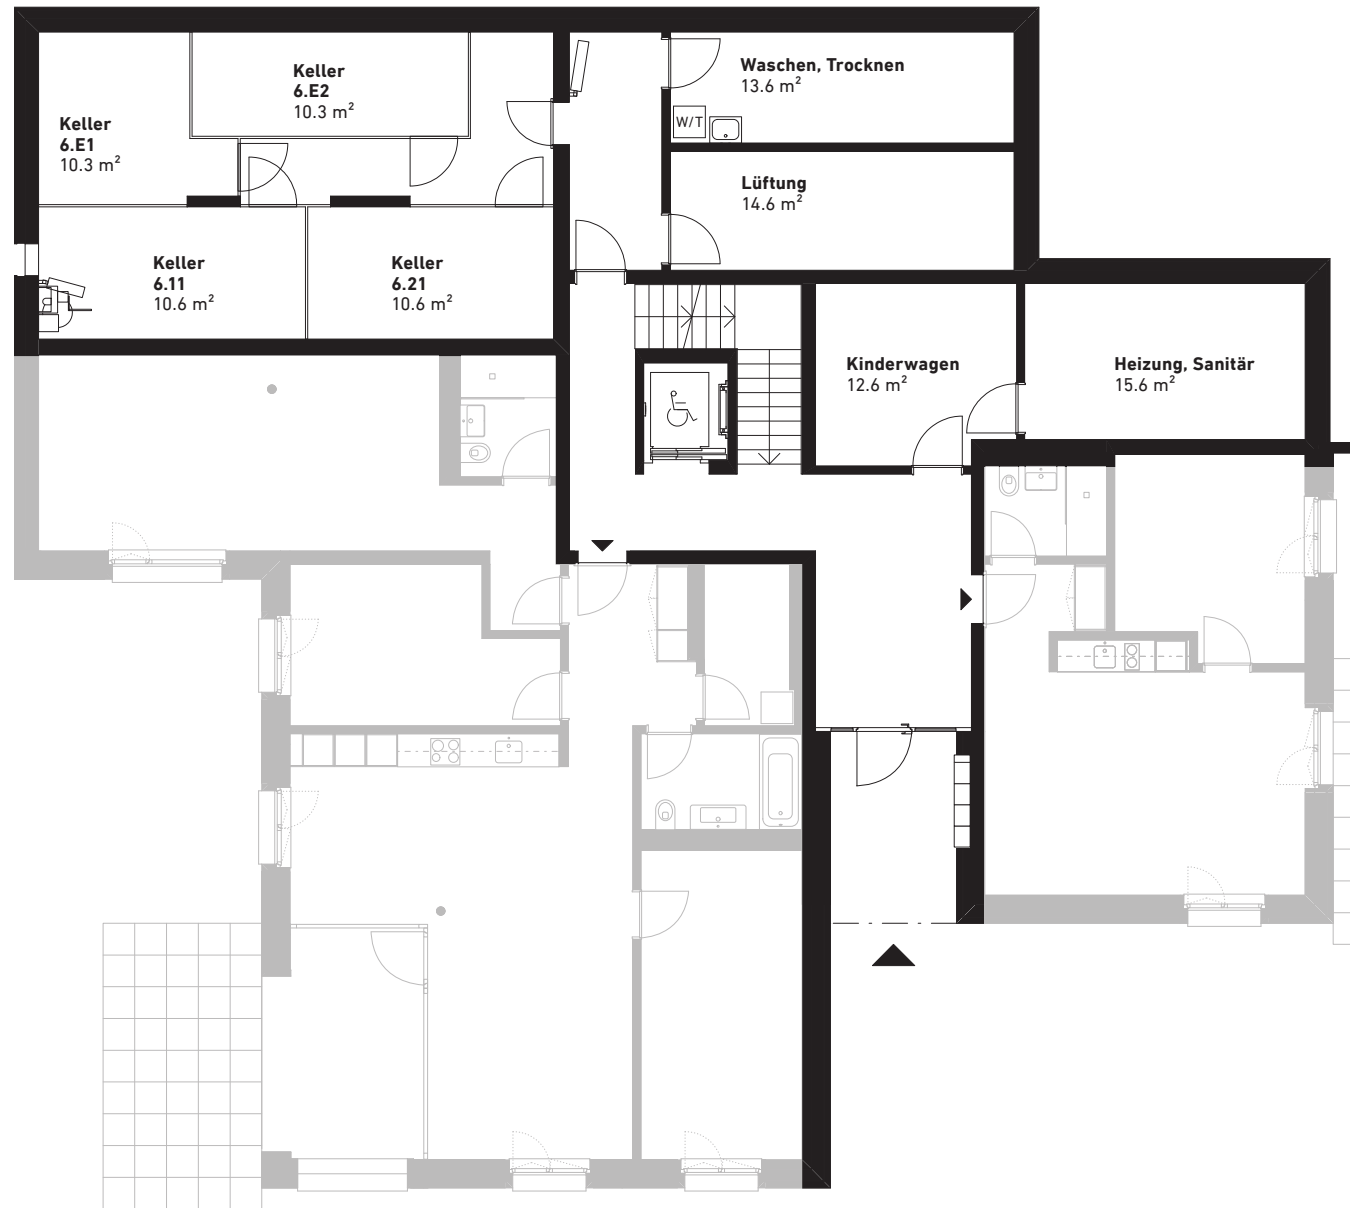 Keller
6.E2
10.3 m²
Waschen, Trocknen
13.6 m²
W/T
Keller
6.E1
10.3 m²
Lüftung
14.6 m²
Keller
6.11
10.6 m²
Keller
6.21
10.6 m²
Kinderwagen
12.6 m²
Heizung, Sanitär
15.6 m²